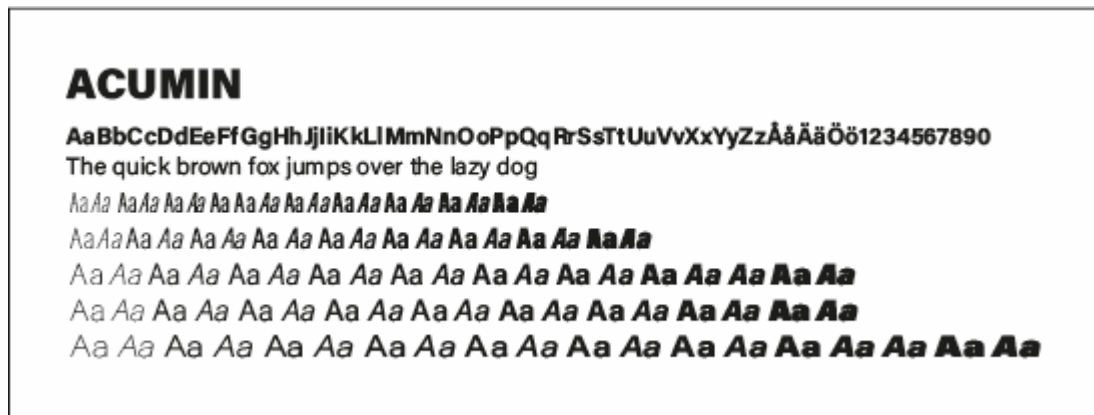 ACUMIN
AaBbCcDdEeFfGgHhJjIiKkLlMmNnOoPpQqRrSsTtUuVvXxYyZzÅåÄäÖö1234567890
The quick brown fox jumps over the lazy dog
Aa Aa Aa Aa Aa Aa Aa Aa Aa Aa Aa Aa Aa Aa Aa Aa Aa Aa Aa
Aa Aa Aa Aa Aa Aa Aa Aa Aa Aa Aa Aa Aa Aa Aa Aa Aa Aa
Aa Aa Aa Aa Aa Aa Aa Aa Aa Aa Aa Aa Aa Aa Aa Aa Aa Aa Aa
Aa Aa Aa Aa Aa Aa Aa Aa Aa Aa Aa Aa Aa Aa Aa Aa Aa Aa
Aa Aa Aa Aa Aa Aa Aa Aa Aa Aa Aa Aa Aa Aa Aa Aa Aa Aa Aa